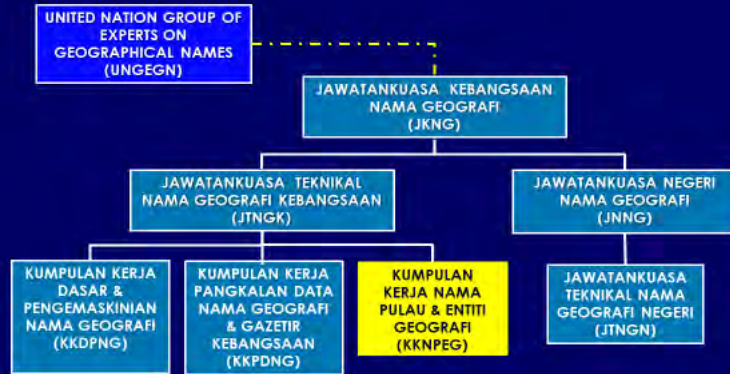 UNITED NATION GROUP OF
EXPERTS ON
GEOGRAPHICAL NAMES
(UNGEGN)
JAWATANKUASA KEBANGSAAN
NAMA GEOGRAFI
(JKNG)
JAWATANKUASA TEKNIKAL
NAMA GEOGRAFI KEBANGSAAN
(JTNGK)
JAWATANKUASA NEGERI
NAMA GEOGRAFI
(JNNG)
KUMPULAN KERJA
DASAR &
PENGEMASKINIAN
NAMA GEOGRAFI
(KKDPNG)
KUMPULAN KERJA
PANGKALAN DATA
NAMA GEOGRAFI
& GAZETIR
KEBANGSAAN
(KKPDNG)
KUMPULAN
KERJA NAMA
PULAU & ENTITI
GEOGRAFI
(KKNPEG)
JAWATANKUASA
TEKNIKAL NAMA
GEOGRAFI NEGERI
(JTNGN)